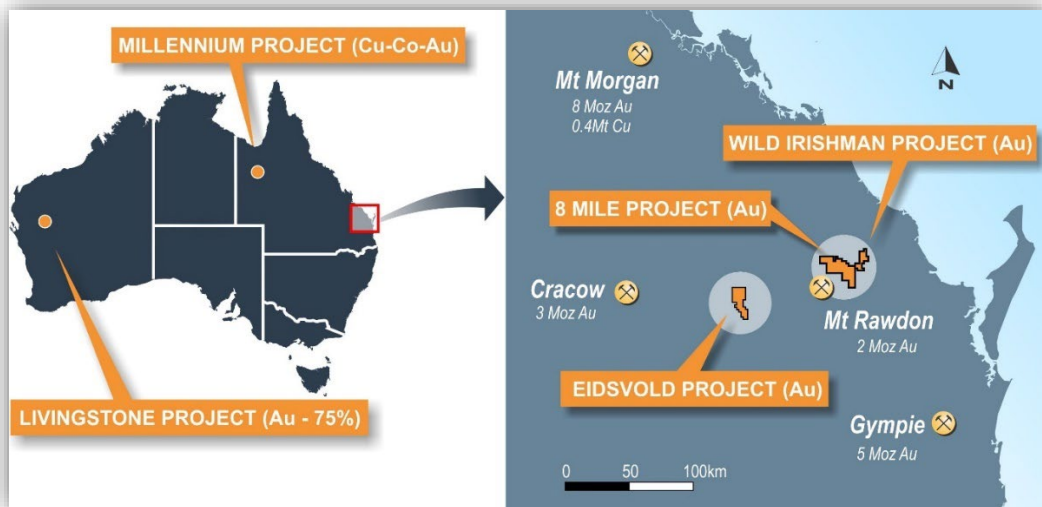 MILLENNIUM PROJECT (Cu-Co-Au)
LIVINGSTONE PROJECT (Au - 75%)
Mt Morgan
8 Moz Au
0.4Mt Cu
N
WILD IRISHMAN PROJECT (Au)
8 MILE PROJECT (Au)
Cracow
3 Moz Au
Mt Rawdon
2 Moz Au
EIDSVOLD PROJECT (Au)
Gympie
5 Moz Au
0 50 100km